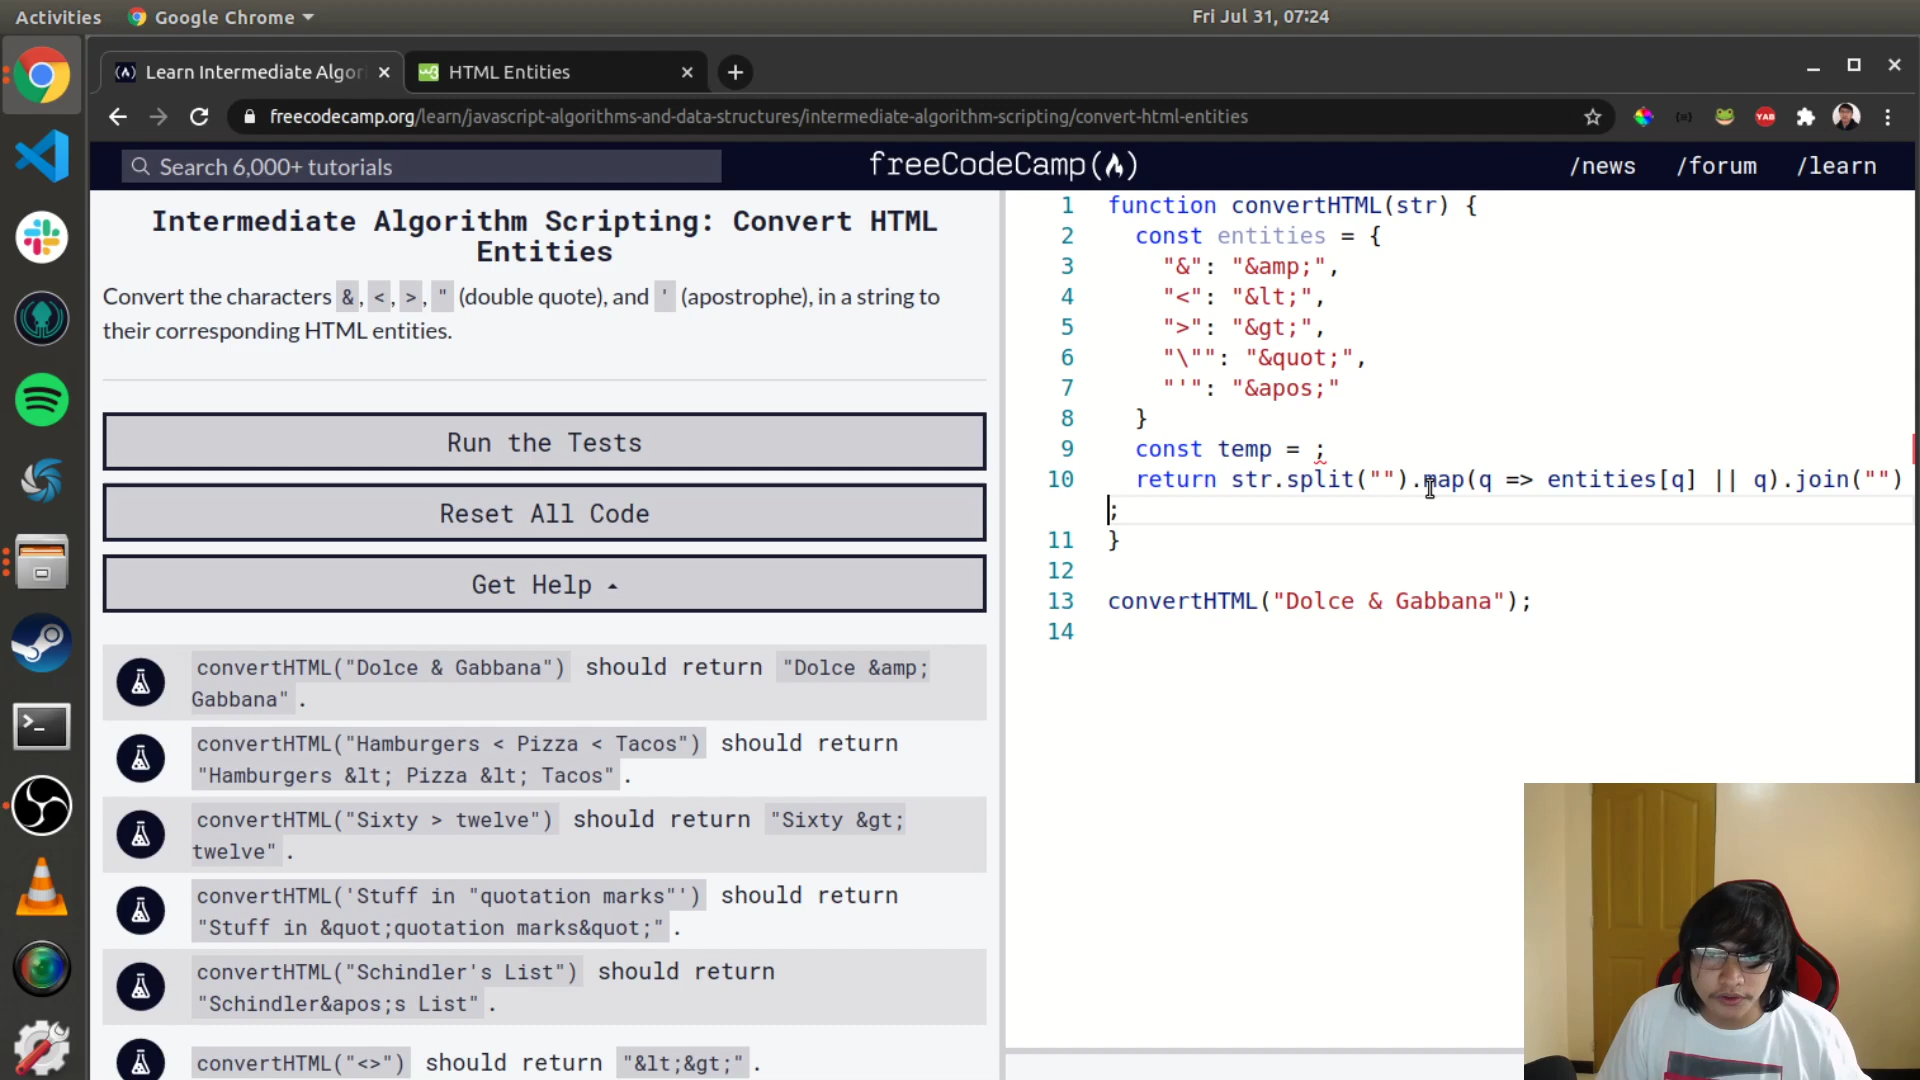 Activities
Google Chrome
Fri Jul 31, 07:24
Learn Intermediate Algor
HTML Entities
freecodecamp.org/learn/javascript-algorithms-and-data-structures/intermediate-algorithm-scripting/convert-html-entities
Search 6,000+ tutorials
freeCodeCamp
/news
/forum
/learn
Intermediate Algorithm Scripting: Convert HTML
Entities
Convert the characters &, <, >, " (double quote), and ' (apostrophe), in a string to
their corresponding HTML entities.
Run the Tests
Reset All Code
Get Help
convertHTML("Dolce & Gabbana") should return "Dolce &amp;
Gabbana".
convertHTML("Hamburgers < Pizza < Tacos") should return
"Hamburgers &lt; Pizza &lt; Tacos".
convertHTML("Sixty > twelve") should return "Sixty &gt;
twelve".
convertHTML('Stuff in "quotation marks"') should return
"Stuff in &quot;quotation marks&quot;".
convertHTML("Schindler's List") should return
"Schindler&apos;s List".
convertHTML("<>") should return "&lt;&gt;".
1 function convertHTML(str) {
2 const entities = {
3 "&": "&amp;",
4 "<": "&lt;",
5 ">": "&gt;",
6 "\"": "&quot;",
7 "'": "&apos;"
8 }
9 const temp = ;
10 return str.split("").map(q => entities[q] || q).join("")
;
11 }
12
13 convertHTML("Dolce & Gabbana");
14